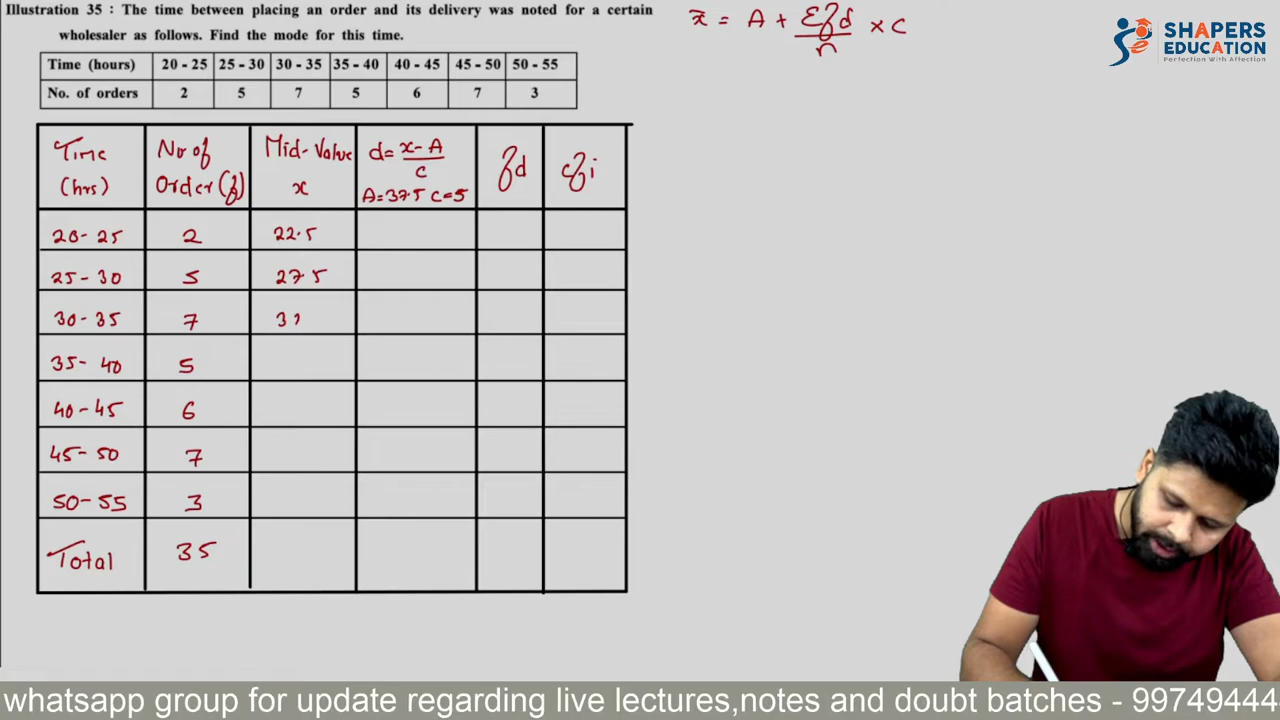 Illustration 35 : The time between placing an order and its delivery was noted for a certain
wholesaler as follows. Find the mode for this time.
Time (hours) 20 - 25 25 - 30 30 - 35 35 - 40 40 - 45 45 - 50 50 - 55
No. of orders 2 5 7 5 6 7 3
x̄ = A + Σfd / n × c
SHAPERS
EDUCATION
Perfection With Affection
Time (hrs) No of Order (f) Mid-Value x d = x - A / c A = 37.5 c = 5 fd cfi
20 - 25 2 22.5
25 - 30 5 27.5
30 - 35 7 3
35 - 40 5
40 - 45 6
45 - 50 7
50 - 55 3
Total 35
whatsapp group for update regarding live lectures,notes and doubt batches - 99749444